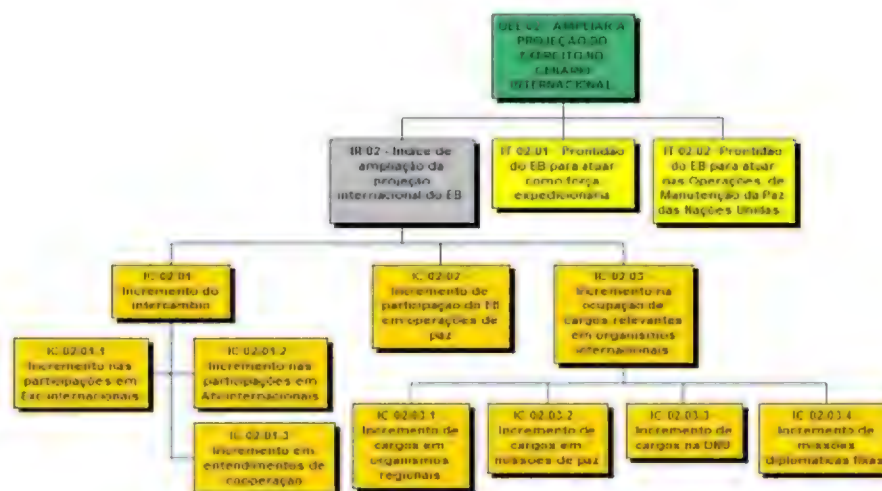 OEE 02 - AMPLIAR A
PROJEÇÃO DO
EXÉRCITO NO
CENÁRIO
INTERNACIONAL
IR 02 - Índice de
ampliação da
projeção
internacional do EB
IT 02.01 - Prontidão
do EB para atuar
como força
expedicionária
IT 02.02 - Prontidão
do EB para atuar
nas Operações de
Manutenção da Paz
das Nações Unidas
IC 02.01
Incremento do
intercâmbio
IC 02.02 -
Incremento de
participação do EB
em operações de
paz
IC 02.03 -
Incremento na
ocupação de
cargos relevantes
em organismos
internacionais
IC 02.01.1
Incremento nas
participações em
Exc internacionais
IC 02.01.2
Incremento nas
participações em
Atv internacionais
IC 02.01.3
Incremento em
entendimentos de
cooperação
IC 02.03.1
Incremento de
cargos em
organismos
regionais
IC 02.03.2
Incremento de
cargos em
missões de paz
IC 02.03.3
Incremento de
cargos na ONU
IC 02.03.4
Incremento de
missões
diplomáticas fixas